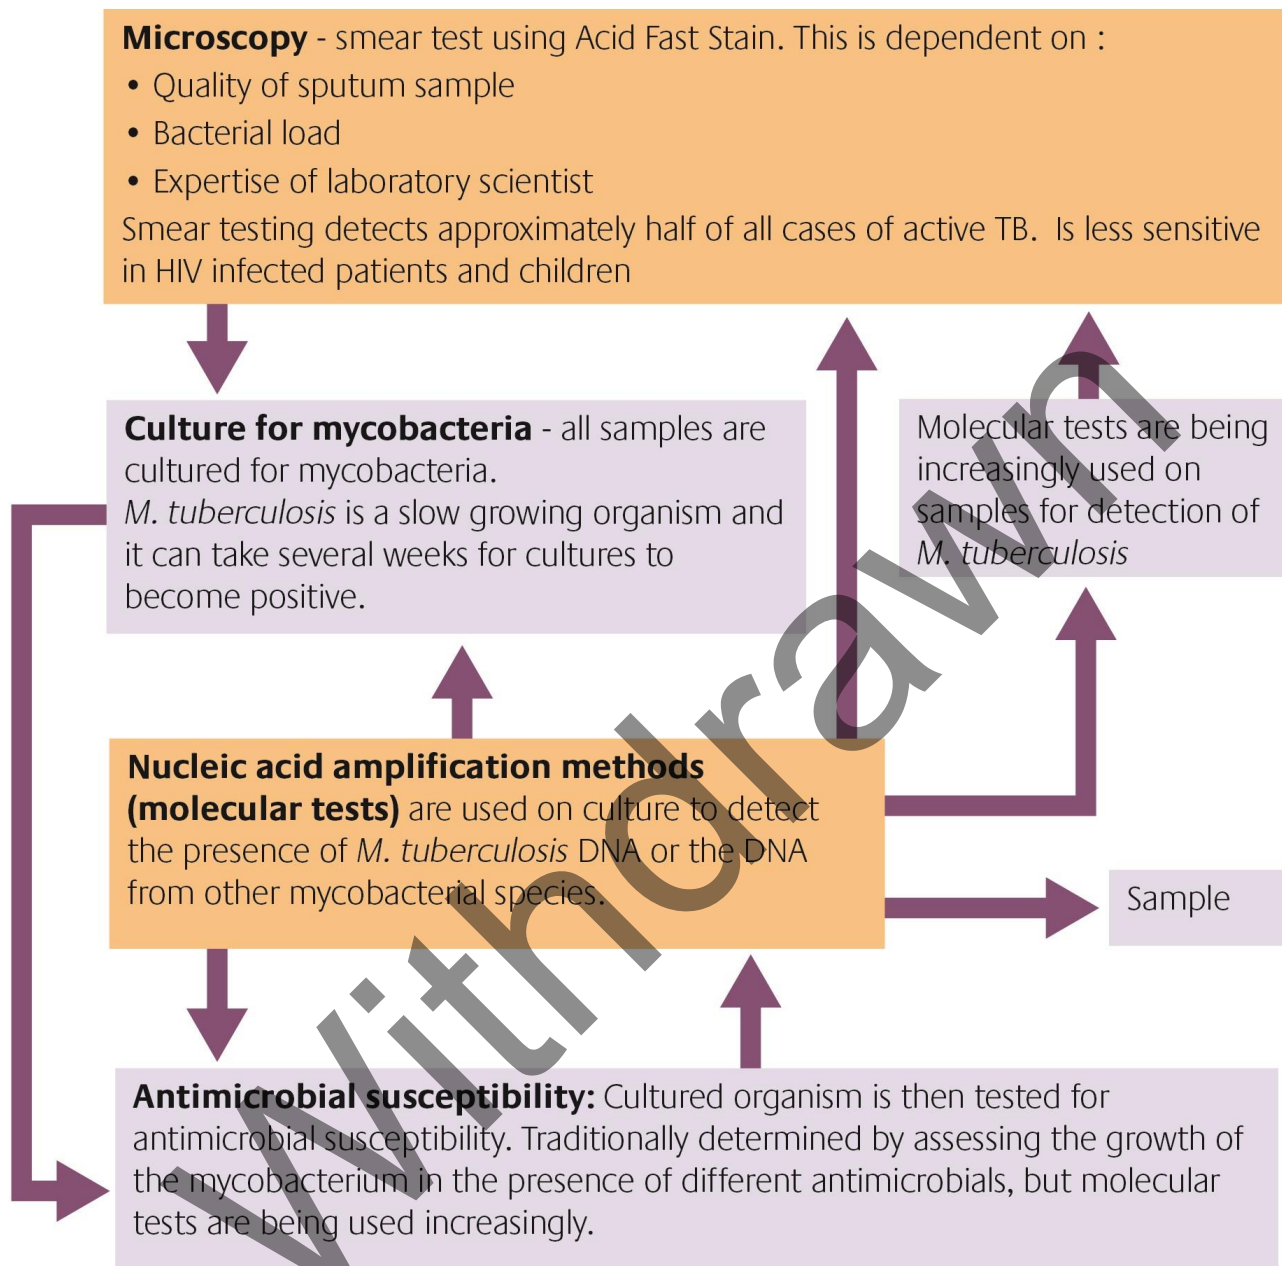 Microscopy - smear test using Acid Fast Stain. This is dependent on :
• Quality of sputum sample
• Bacterial load
• Expertise of laboratory scientist
Smear testing detects approximately half of all cases of active TB.  Is less sensitive
in HIV infected patients and children
Culture for mycobacteria - all samples are
cultured for mycobacteria.
M. tuberculosis is a slow growing organism and
it can take several weeks for cultures to
become positive.
Molecular tests are being
increasingly used on
samples for detection of
M. tuberculosis
Nucleic acid amplification methods
(molecular tests) are used on culture to detect
the presence of M. tuberculosis DNA or the DNA
from other mycobacterial species.
Sample
Antimicrobial susceptibility: Cultured organism is then tested for
antimicrobial susceptibility. Traditionally determined by assessing the growth of
the mycobacterium in the presence of different antimicrobials, but molecular
tests are being used increasingly.
Withdrawn